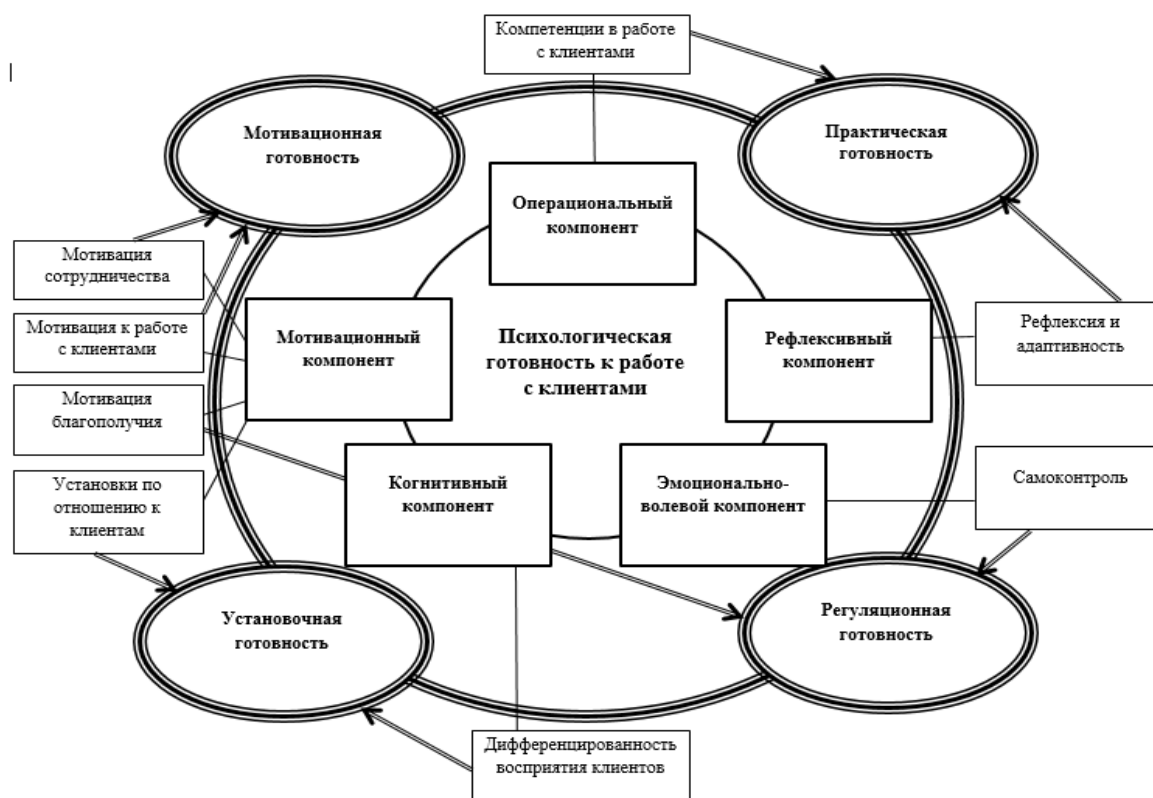 Компетенции в работе
с клиентами
Мотивационная
готовность
Практическая
готовность
Операциональный
компонент
Мотивация
сотрудничества
Мотивация к работе
с клиентами
Мотивация
благополучия
Установки по
отношению к
клиентам
Мотивационный
компонент
Психологическая
готовность к работе
с клиентами
Рефлексивный
компонент
Рефлексия и
адаптивность
Когнитивный
компонент
Эмоционально-
волевой компонент
Самоконтроль
Установочная
готовность
Регуляционная
готовность
Дифференцированность
восприятия клиентов